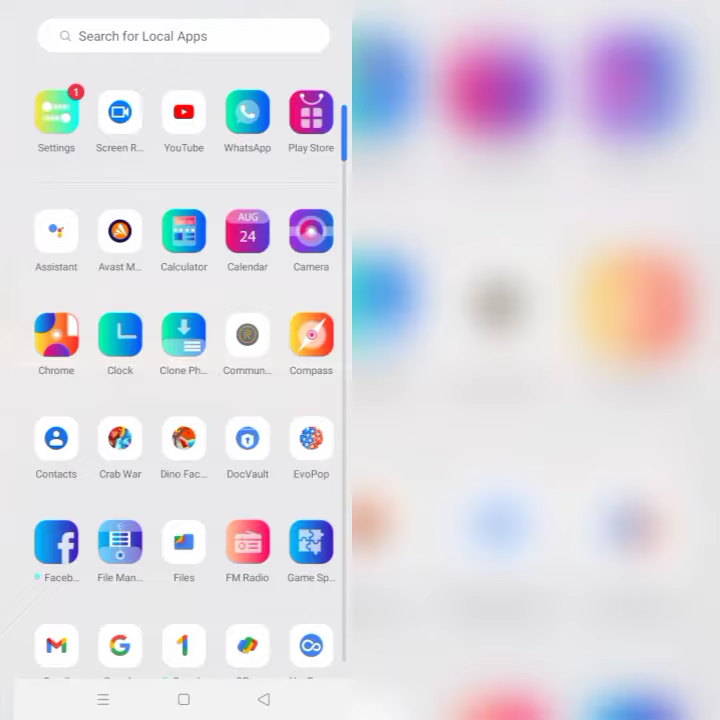 Search for Local Apps
1
Settings Screen R... YouTube WhatsApp Play Store
AUG
24
Assistant Avast M... Calculator Calendar Camera
Chrome Clock Clone Ph... Commun... Compass
Contacts Crab War Dino Fac... DocVault EvoPop
Faceb... File Man... Files FM Radio Game Sp...